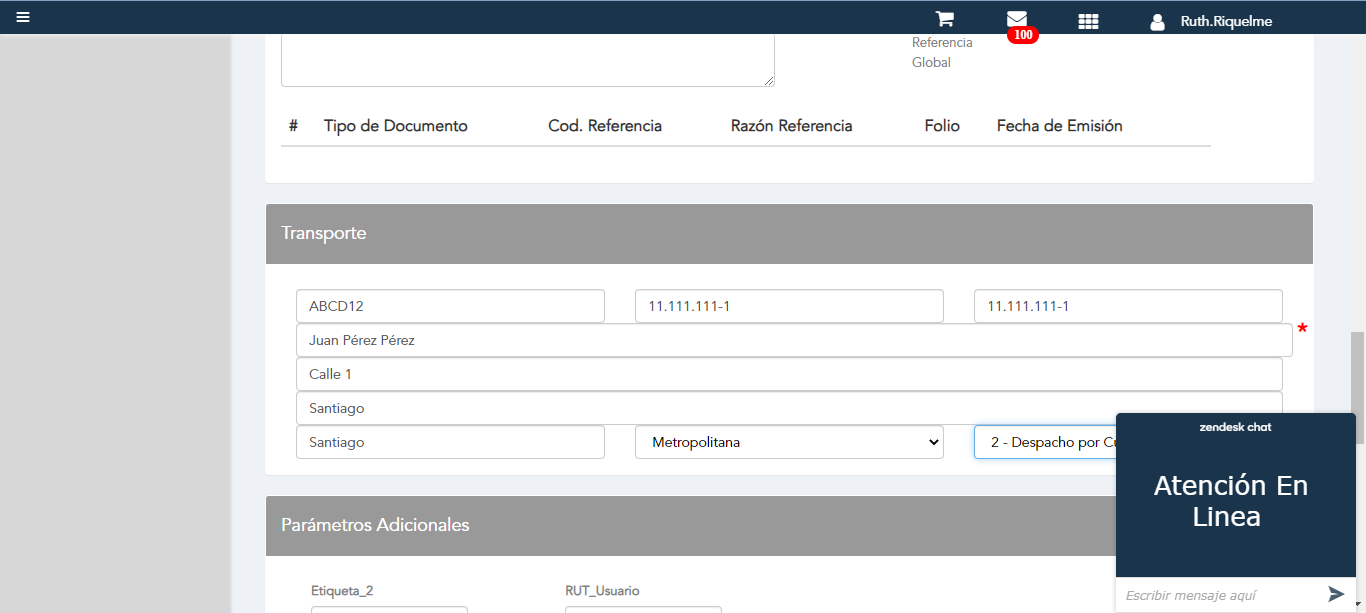 Ruth.Riquelme
100
Referencia
Global
# Tipo de Documento Cod. Referencia Razón Referencia Folio Fecha de Emisión
Transporte
ABCD12 11.111.111-1 11.111.111-1
*
Juan Pérez Pérez
Calle 1
Santiago
Santiago Metropolitana 2 - Despacho por Cu
zendesk chat
Atención En
Linea
Parámetros Adicionales
Etiqueta_2 RUT_Usuario
Escribir mensaje aquí